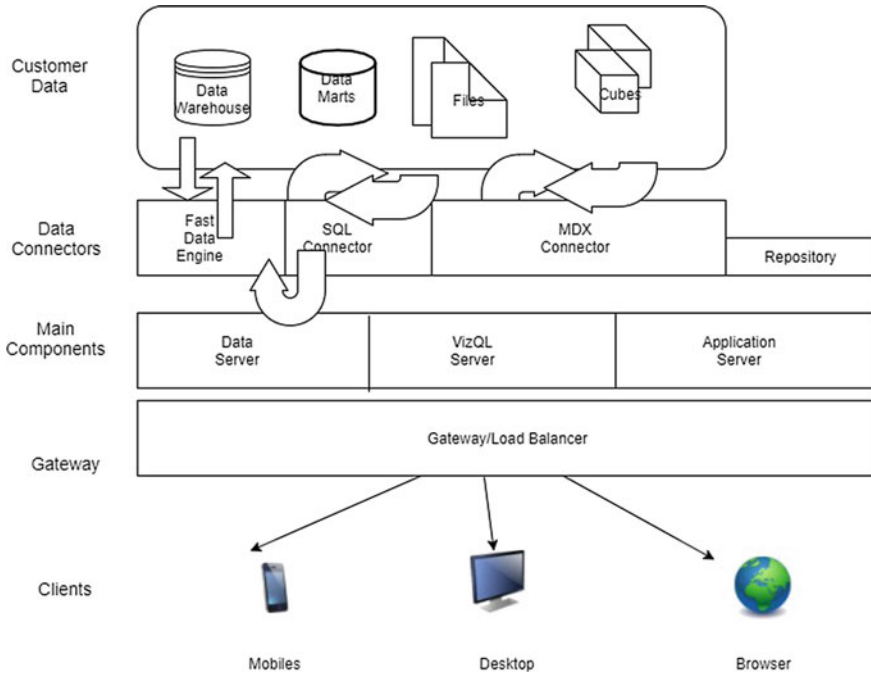 Customer
Data
Data
Warehouse
Data
Marts
Files
Cubes
Data
Connectors
Fast
Data
Engine
SQL
Connector
MDX
Connector
Repository
Main
Components
Data
Server
VizQL
Server
Application
Server
Gateway
Gateway/Load Balancer
Clients
Mobiles
Desktop
Browser